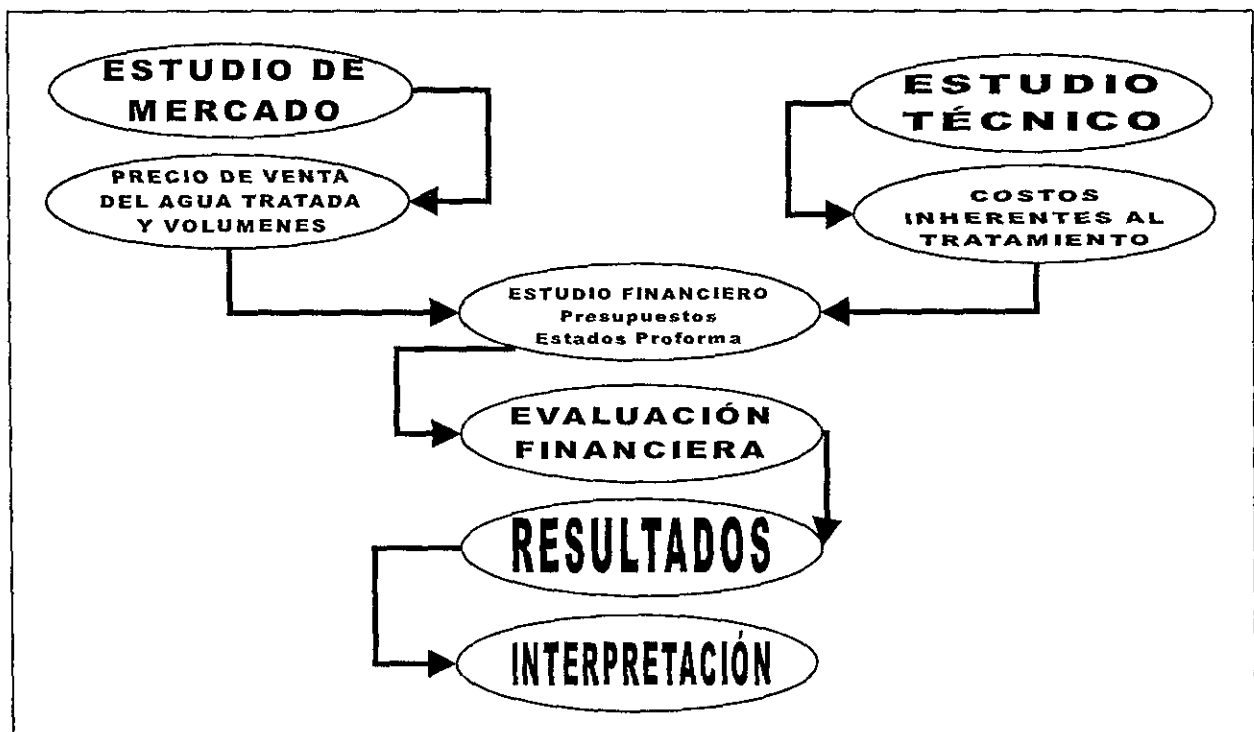 ESTUDIO DE
MERCADO
ESTUDIO
TÉCNICO
PRECIO DE VENTA
DEL AGUA TRATADA
Y VOLUMENES
COSTOS
INHERENTES AL
TRATAMIENTO
ESTUDIO FINANCIERO
Presupuestos
Estados Proforma
EVALUACIÓN
FINANCIERA
RESULTADOS
INTERPRETACIÓN